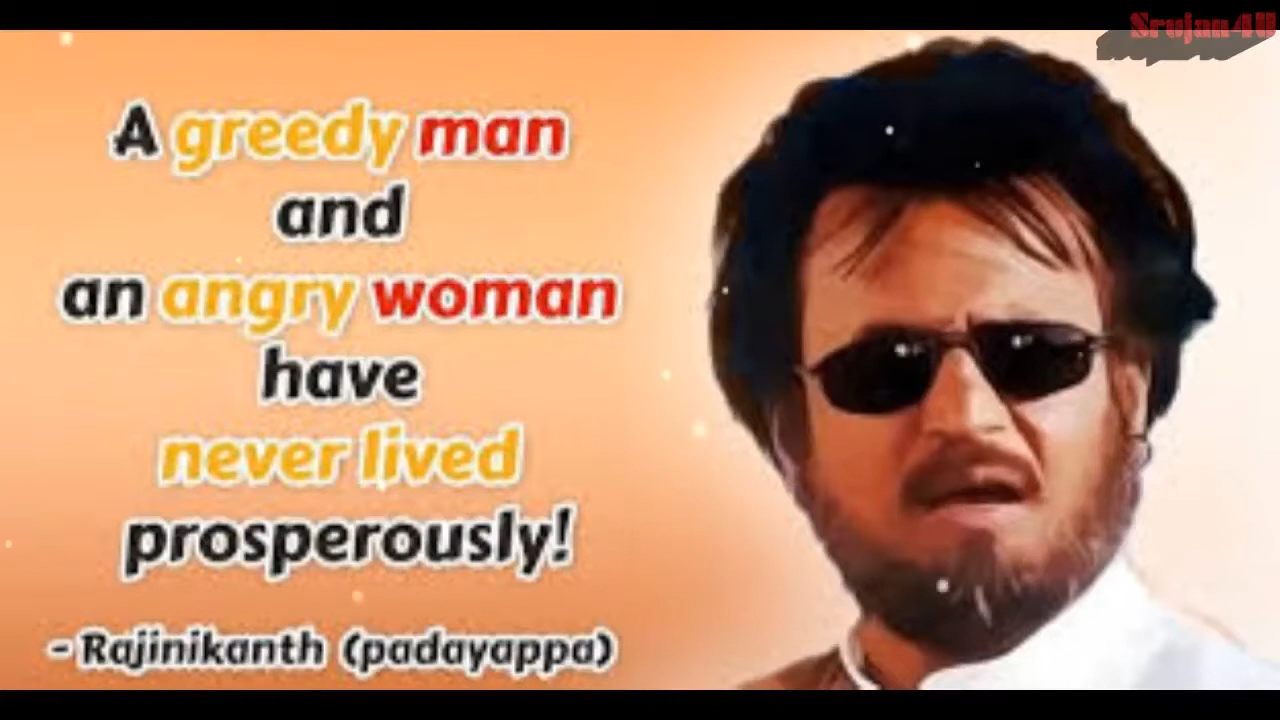 Srujan4U
A greedy man
and
an angry woman
have
never lived
prosperously!
- Rajinikanth (padayappa)